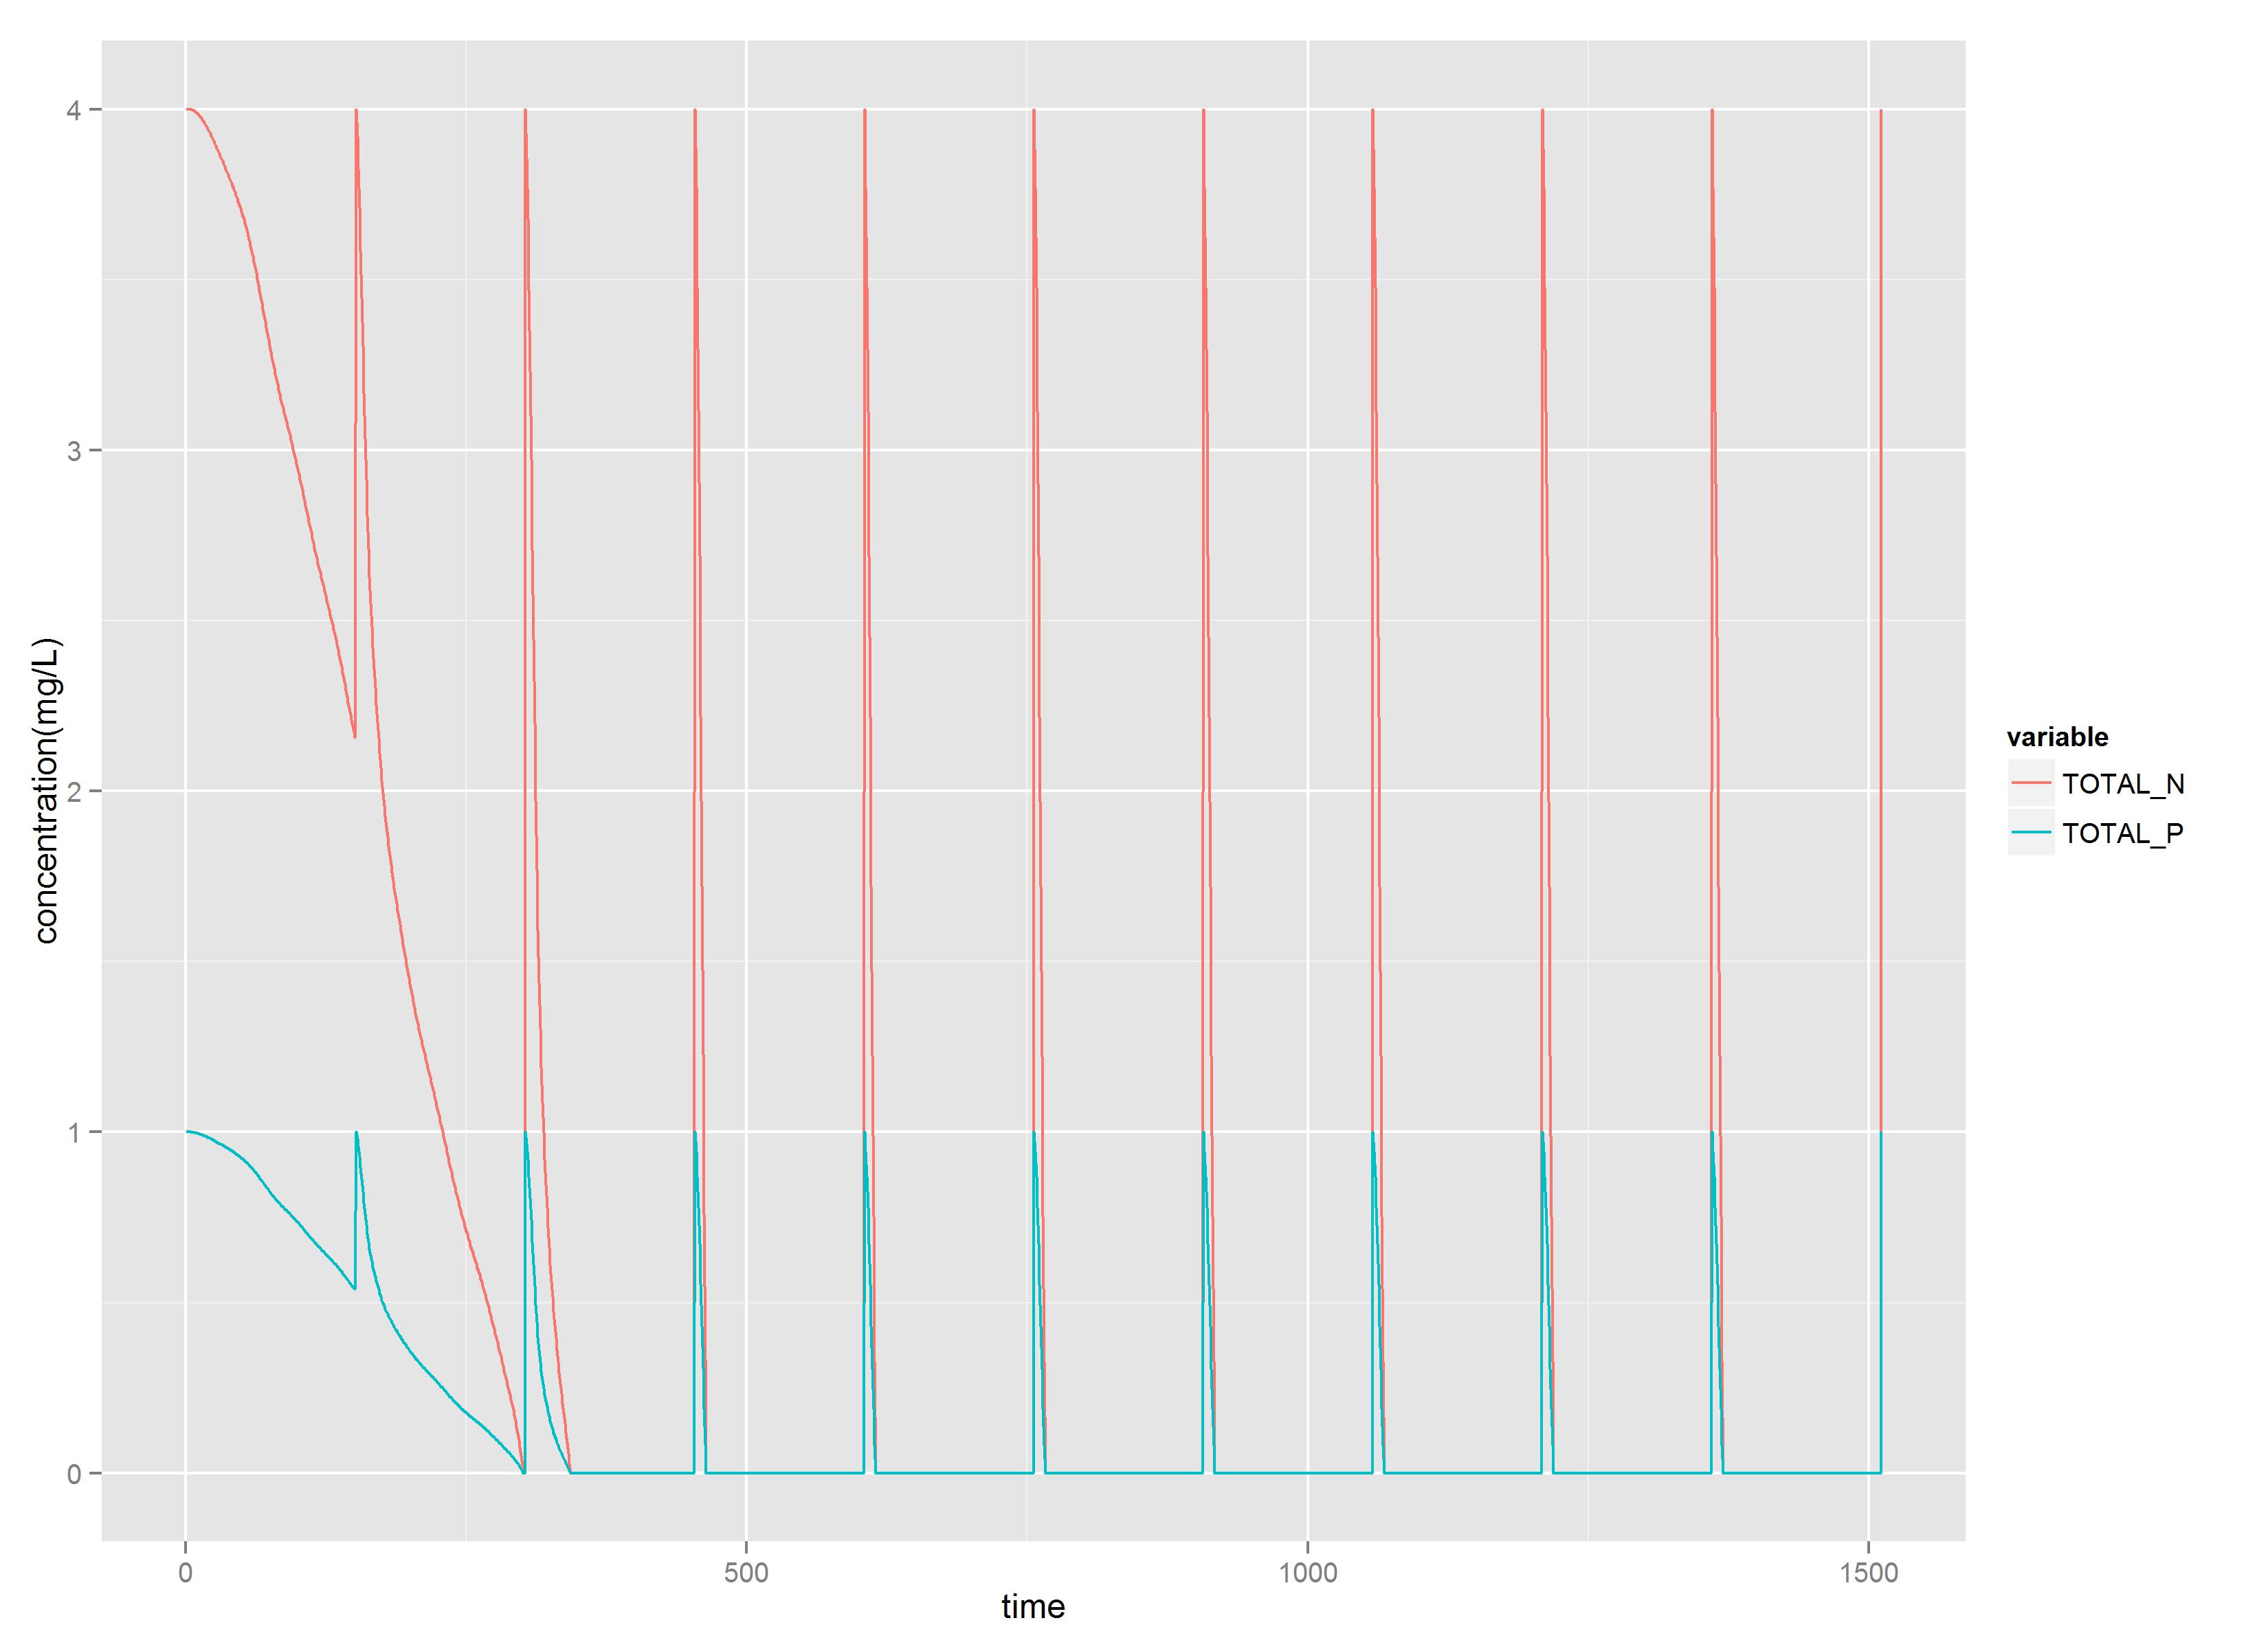 concentration(mg/L)
4
3
2
1
0
0 500 1000 1500
time
variable
TOTAL_N
TOTAL_P